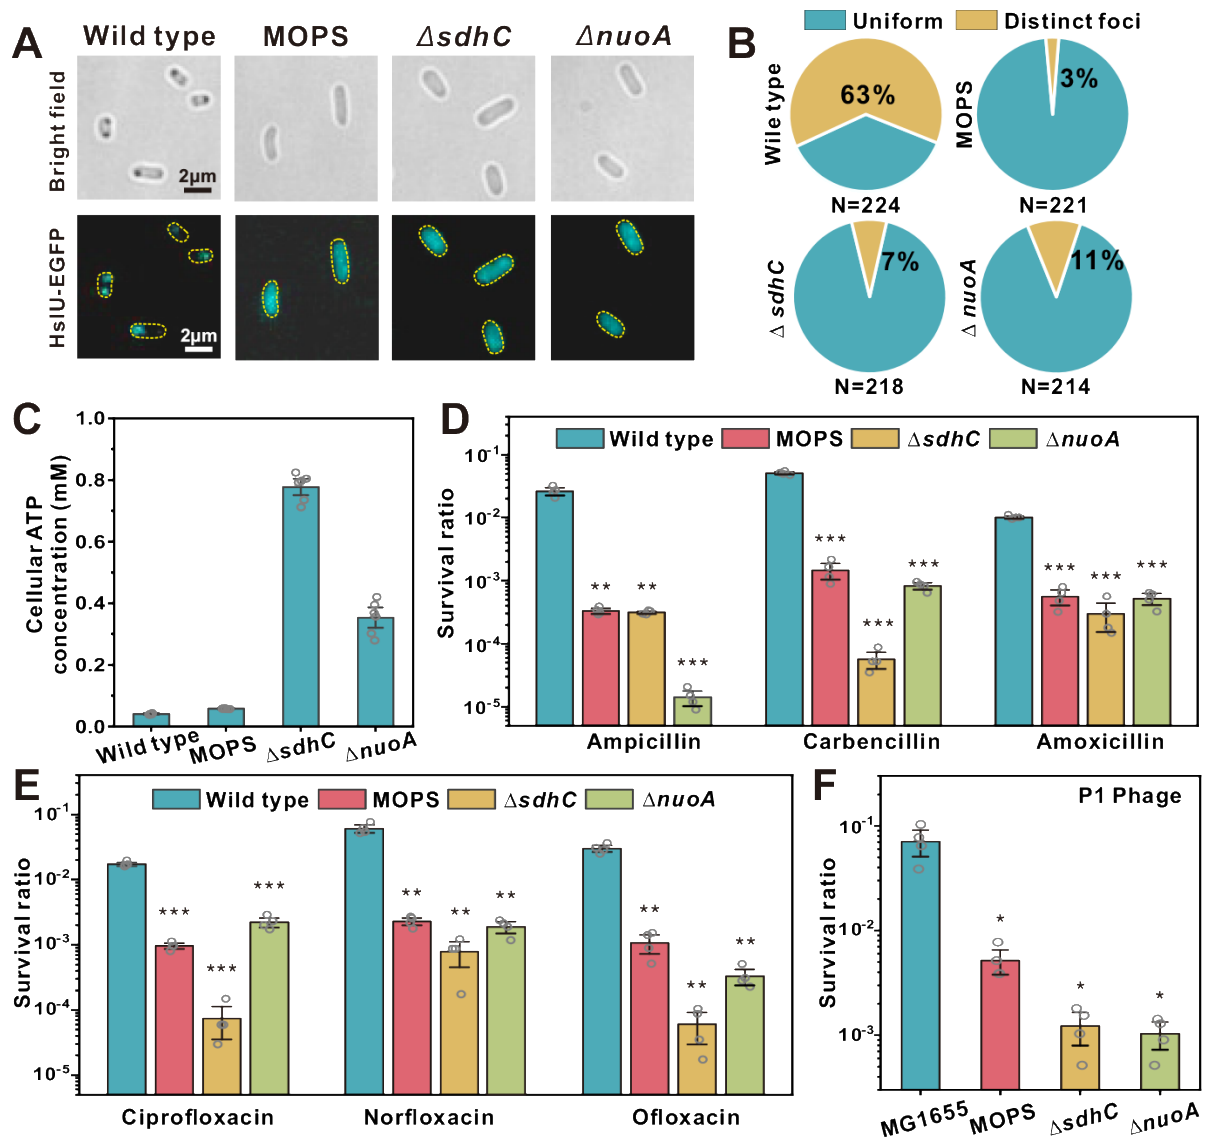 A
Wild type
MOPS
ΔsdhC
ΔnuoA
Bright field
2μm
HslU-EGFP
2μm
B
Uniform
Distinct foci
Wile type
63%
N=224
MOPS
3%
N=221
Δ sdhC
7%
N=218
Δ nuoA
11%
N=214
C
Cellular ATP
concentration (mM)
1.0
0.8
0.6
0.4
0.2
0.0
Wild type
MOPS
ΔsdhC
ΔnuoA
D
Wild type
MOPS
ΔsdhC
ΔnuoA
Survival ratio
10⁻¹
10⁻²
10⁻³
10⁻⁴
10⁻⁵
** ** ***
*** *** ***
*** *** ***
Ampicillin
Carbencillin
Amoxicillin
E
Wild type
MOPS
ΔsdhC
ΔnuoA
Survival ratio
10⁻¹
10⁻²
10⁻³
10⁻⁴
10⁻⁵
*** *** ***
** ** **
** ** **
Ciprofloxacin
Norfloxacin
Ofloxacin
F
P1 Phage
Survival ratio
10⁻¹
10⁻²
10⁻³
* * *
MG1655
MOPS
ΔsdhC
ΔnuoA